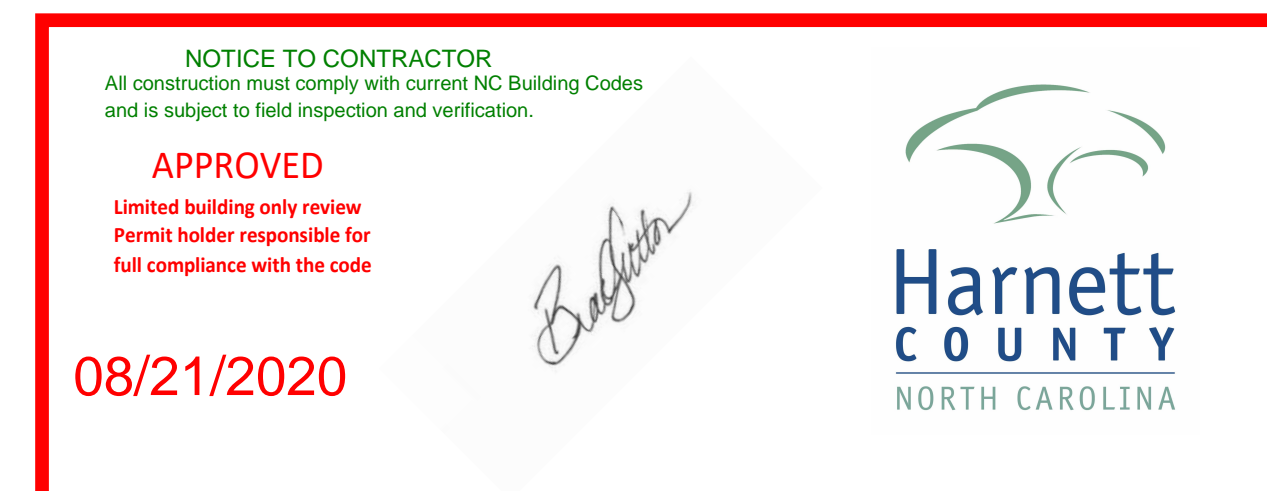 NOTICE TO CONTRACTOR
All construction must comply with current NC Building Codes
and is subject to field inspection and verification.
APPROVED
Limited building only review
Permit holder responsible for
full compliance with the code
08/21/2020
Brad Sutton
Harnett
COUNTY
NORTH CAROLINA